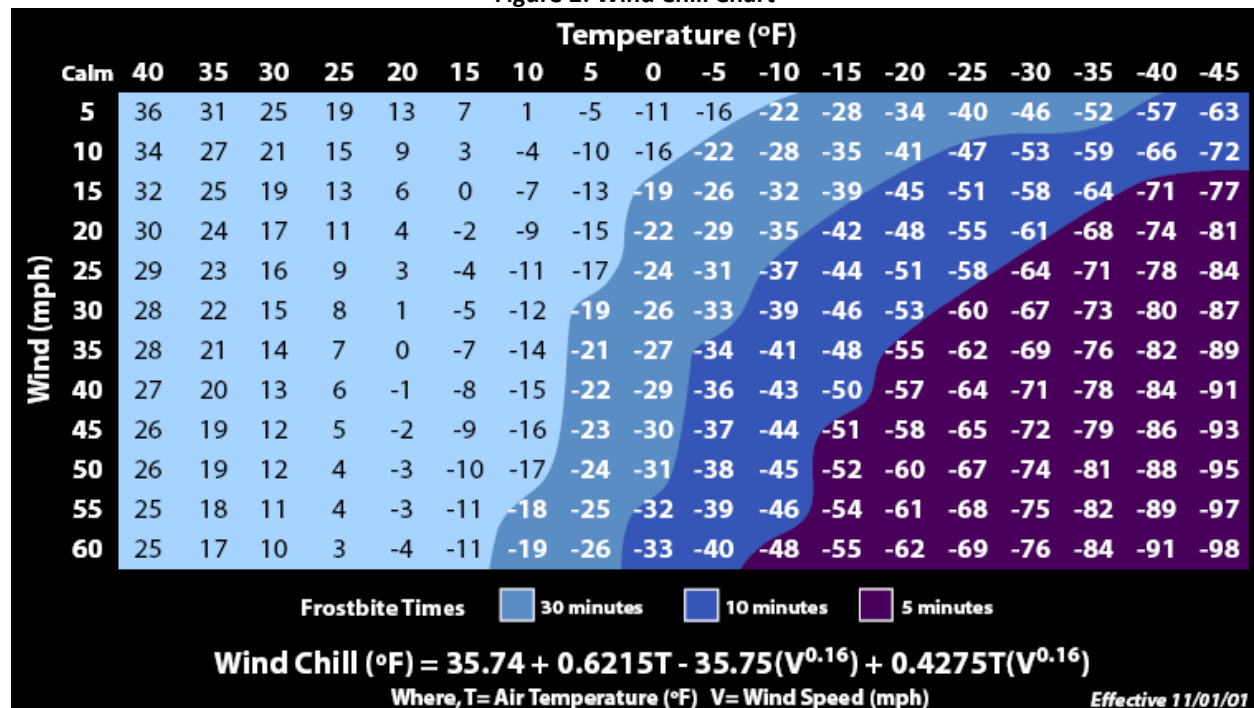 Figure 2: Wind Chill Chart
Temperature (ºF)
Calm 40 35 30 25 20 15 10 5 0 -5 -10 -15 -20 -25 -30 -35 -40 -45
5 36 31 25 19 13 7 1 -5 -11 -16 -22 -28 -34 -40 -46 -52 -57 -63
10 34 27 21 15 9 3 -4 -10 -16 -22 -28 -35 -41 -47 -53 -59 -66 -72
15 32 25 19 13 6 0 -7 -13 -19 -26 -32 -39 -45 -51 -58 -64 -71 -77
20 30 24 17 11 4 -2 -9 -15 -22 -29 -35 -42 -48 -55 -61 -68 -74 -81
25 29 23 16 9 3 -4 -11 -17 -24 -31 -37 -44 -51 -58 -64 -71 -78 -84
30 28 22 15 8 1 -5 -12 -19 -26 -33 -39 -46 -53 -60 -67 -73 -80 -87
35 28 21 14 7 0 -7 -14 -21 -27 -34 -41 -48 -55 -62 -69 -76 -82 -89
40 27 20 13 6 -1 -8 -15 -22 -29 -36 -43 -50 -57 -64 -71 -78 -84 -91
45 26 19 12 5 -2 -9 -16 -23 -30 -37 -44 -51 -58 -65 -72 -79 -86 -93
50 26 19 12 4 -3 -10 -17 -24 -31 -38 -45 -52 -60 -67 -74 -81 -88 -95
55 25 18 11 4 -3 -11 -18 -25 -32 -39 -46 -54 -61 -68 -75 -82 -89 -97
60 25 17 10 3 -4 -11 -19 -26 -33 -40 -48 -55 -62 -69 -76 -84 -91 -98
Wind (mph)
Frostbite Times 30 minutes 10 minutes 5 minutes
Wind Chill (ºF) = 35.74 + 0.6215T - 35.75(V⁰·¹⁶) + 0.4275T(V⁰·¹⁶)
Where, T= Air Temperature (ºF) V= Wind Speed (mph)
Effective 11/01/01